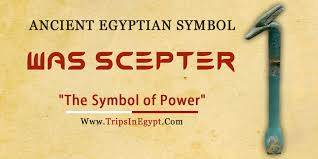 ANCIENT EGYPTIAN SYMBOL
WAS SCEPTER
"The Symbol of Power"
Www.TripsInEgypt.Com